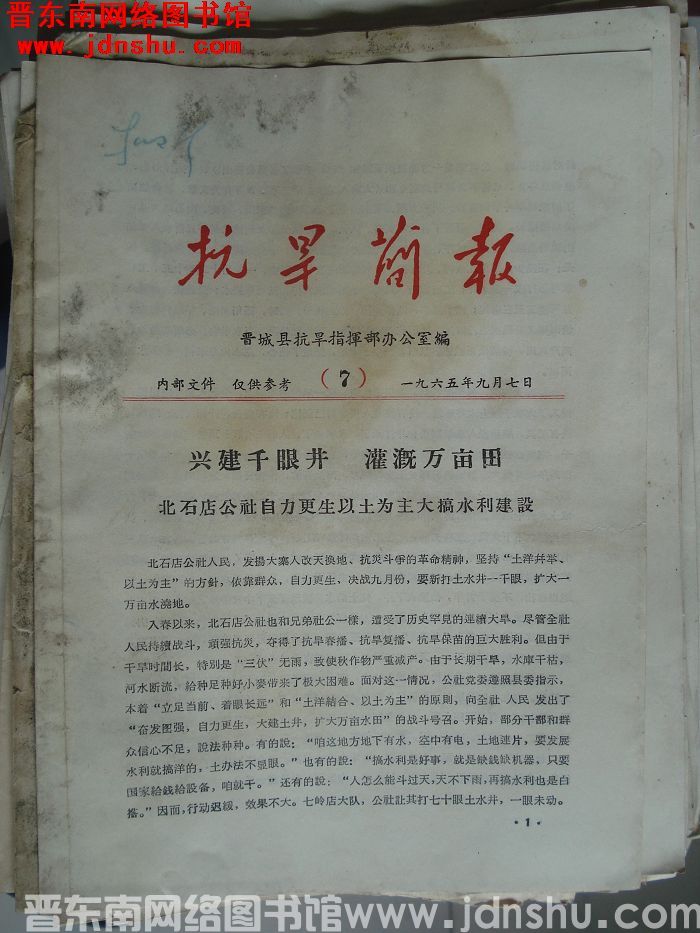 晋东南网络图书馆
www.jdnshu.com
抗旱简报
晋城县抗旱指揮部办公室編
内部文件 仅供参考 （7） 一九六五年九月七日
兴建千眼井 灌溉万亩田
北石店公社自力更生以土为主大搞水利建設
北石店公社人民，发揚大寨人改天换地、抗災斗爭的革命精神，坚持“土洋幷举、
以土为主”的方針，依靠群众，自力更生，决战九月份，要新打土水井一千眼，扩大一
万亩水澆地。
入春以来，北石店公社也和兄弟社公一樣，遭受了历史罕見的連續大旱。尽管全社
人民持續战斗，頑强抗災，夺得了抗旱春播、抗旱复播、抗旱保苗的巨大胜利。但由于
干旱时間长，特别是“三伏”无雨，致使秋作物严重减产。由于长期干旱，水庫干枯，
河水断流，給种足种好小麥带来了极大困难。面对这一情况，公社党委遵照县委指示，
本着“立足当前、着眼长远”和“土洋結合、以土为主”的原則，向全社 人民 发出了
“奋发图强，自力更生，大建土井，扩大万亩水田”的战斗号召。开始，部分干部和群
众信心不足，說法种种。有的說：“咱这地方地下有水，空中有电，土地連片，要发展
水利就搞洋的，土办法不显眼。”也有的說：“搞水利是好事，就是缺钱缺机器、只要
国家給銭給設备，咱就干。”还有的說：“人怎么能斗过天，天不下雨，再搞水利也是白
搭。”因而，行动迟緩，效果不大。七岭店大队，公社訨其打七十眼土水井，一眼未动。
·1·
晋东南网络图书馆 www.jdnshu.com